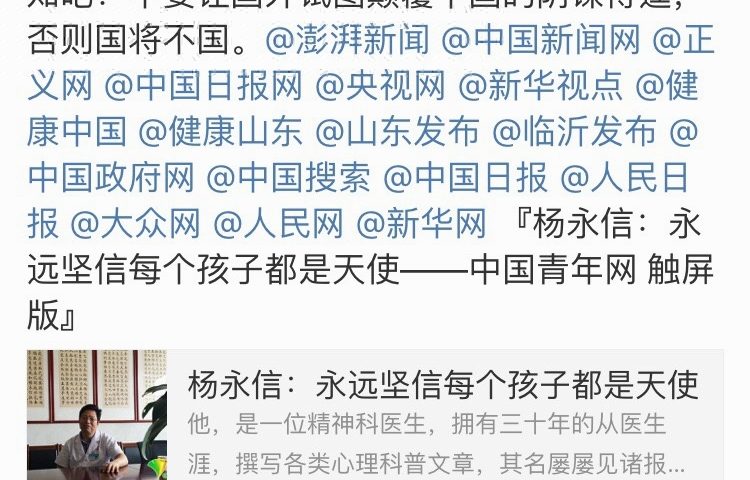 否则国将不国。@澎湃新闻 @中国新闻网 @正
义网 @中国日报网 @央视网 @新华视点 @健
康中国 @健康山东 @山东发布 @临沂发布 @
中国政府网 @中国搜索 @中国日报 @人民日
报 @大众网 @人民网 @新华网 『杨永信：永
远坚信每个孩子都是天使——中国青年网 触屏
版』
杨永信：永远坚信每个孩子都是天使
他，是一位精神科医生，拥有三十年的从医生
涯，撰写各类心理科普文章，其名屡屡见诸报...